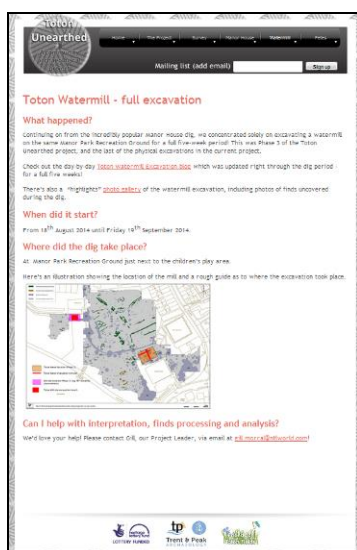 Toton
Unearthed
Home The Project Survey Manor House Watermill Fetes
Mailing list (add email) Sign up
Toton Watermill - full excavation
What happened?
Continuing on from the incredibly popular Manor House dig, we concentrated solely on excavating a watermill
on the same Manor Park Recreation Ground for a full five-week period! This was Phase 3 of the Toton
Unearthed project, and the last of the physical excavations in the current project.
Check out the day-by-day Toton Watermill Excavation blog which was updated right through the dig period -
for a full five weeks!
There's also a "highlights" photo gallery of the watermill excavation, including photos of finds uncovered
during the dig.
When did it start?
From 18th August 2014 until Friday 19th September 2014.
Where did the dig take place?
At: Manor Park Recreation Ground just next to the children's play area.
Here's an illustration showing the location of the mill and a rough guide as to where the excavation took place.
Can I help with interpretation, finds processing and analysis?
We'd love your help! Please contact Gill, our Project Leader, via email at
LOTTERY FUNDED
tp
Trent & Peak
ARCHAEOLOGY